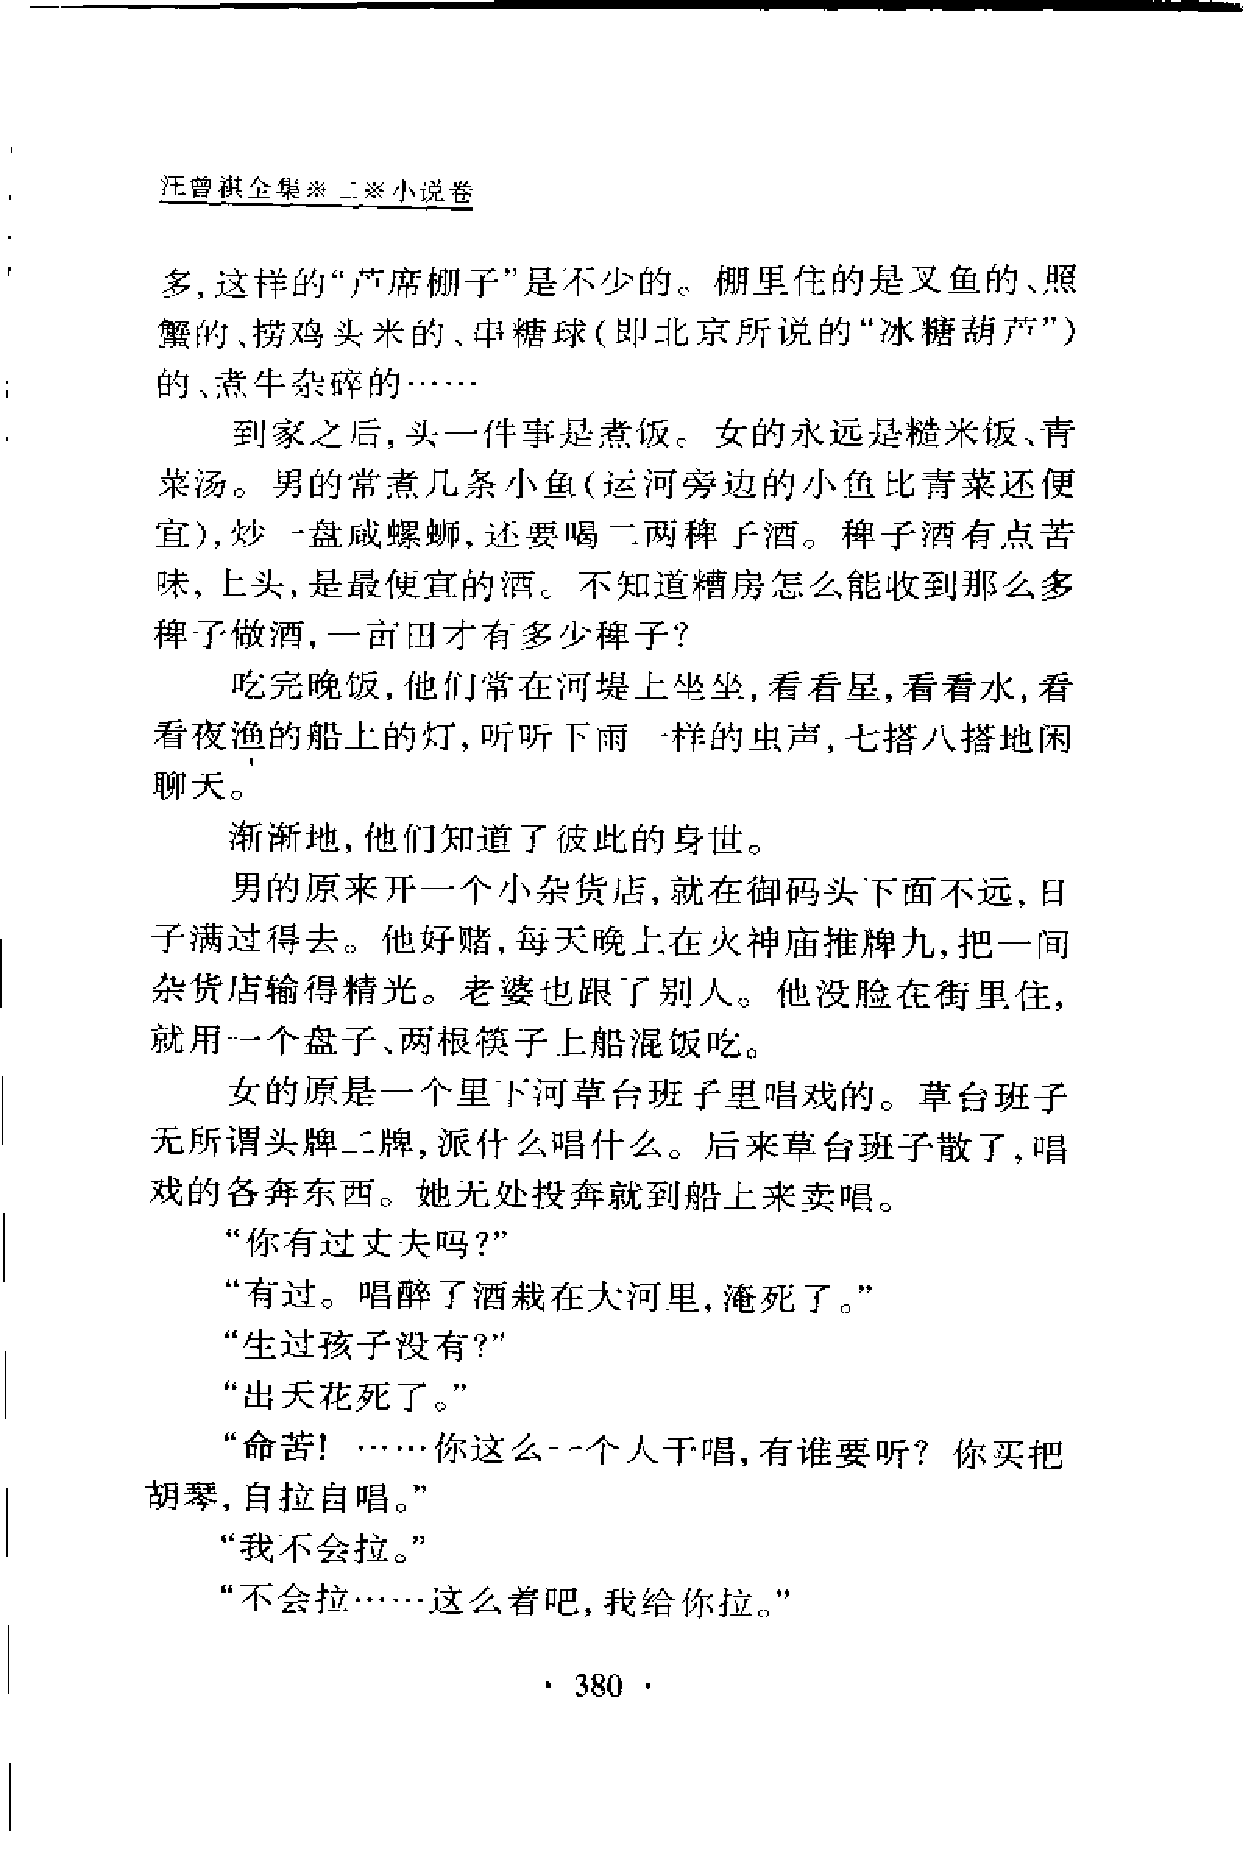 汪曾祺全集※二※小说卷
多,这样的“芦席棚子”是不少的。棚里住的是叉鱼的、照
蟹的、捞鸡头米的、串糖球(即北京所说的“冰糖葫芦”)
的、煮牛杂碎的……
到家之后,头一件事是煮饭。女的永远是糙米饭、青
菜汤。男的常煮几条小鱼(运河旁边的小鱼比青菜还便
宜),炒一盘咸螺蛳,还要喝二两稗子酒。稗子酒有点苦
味,上头,是最便宜的酒。不知道糟房怎么能收到那么多
稗子做酒,一亩田才有多少稗子?
吃完晚饭,他们常在河堤上坐坐,看看星,看看水,看
看夜渔的船上的灯,听听下雨一样的虫声,七搭八搭地闲
聊天。
渐渐地,他们知道了彼此的身世。
男的原来开一个小杂货店,就在御码头下面不远,日
子满过得去。他好赌,每天晚上在火神庙推牌九,把一间
杂货店输得精光。老婆也跟了别人。他没脸在街里住,
就用一个盘子、两根筷子上船混饭吃。
女的原是一个里下河草台班子里唱戏的。草台班子
无所谓头牌二牌,派什么唱什么。后来草台班子散了,唱
戏的各奔东西。她无处投奔就到船上来卖唱。
“你有过丈夫吗?”
“有过。唱醉了酒栽在大河里,淹死了。”
“生过孩子没有?”
“出天花死了。”
“命苦!……你这么一个人干唱,有谁要听?你买把
胡琴,自拉自唱。”
“我不会拉。”
“不会拉……这么着吧,我给你拉。”
· 380 ·